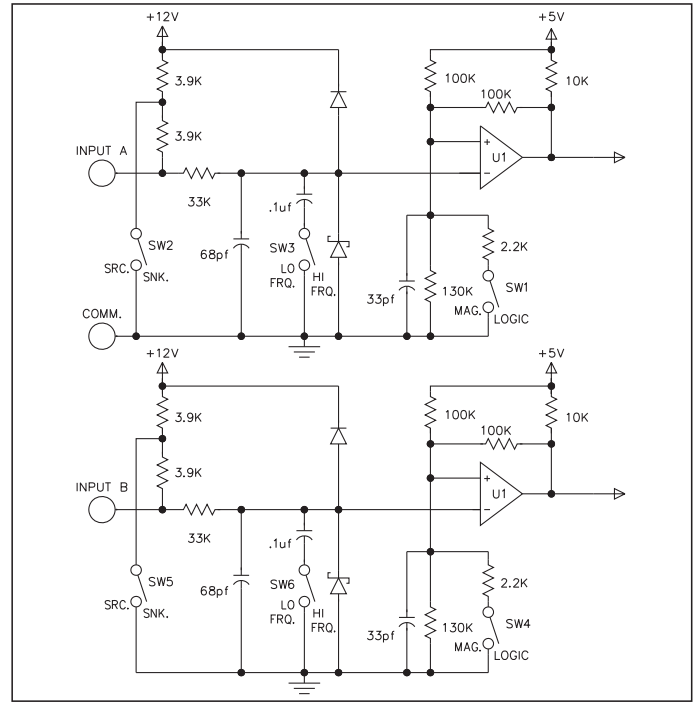 +12V
+5V
3.9K
100K
10K
100K
3.9K
INPUT A
+
U1
−
33K
.1uf
SW2
68pf
SW3
2.2K
SRC.
SNK.
LO
FRQ.
HI
FRQ.
33pf
130K
SW1
MAG.
LOGIC
COMM.
+12V
+5V
3.9K
100K
10K
100K
3.9K
INPUT B
+
U1
−
33K
.1uf
SW5
68pf
SW6
2.2K
SRC.
SNK.
LO
FRQ.
HI
FRQ.
33pf
130K
SW4
MAG.
LOGIC